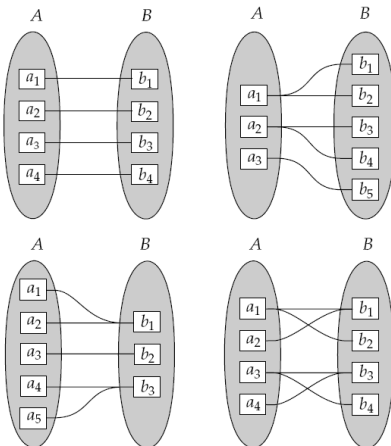 A B
a1 b1
a2 b2
a3 b3
a4 b4
A B
b1
a1 b2
a2 b3
a3 b4
b5
A B
a1
a2 b1
a3 b2
a4 b3
a5
A B
a1 b1
a2 b2
a3 b3
a4 b4